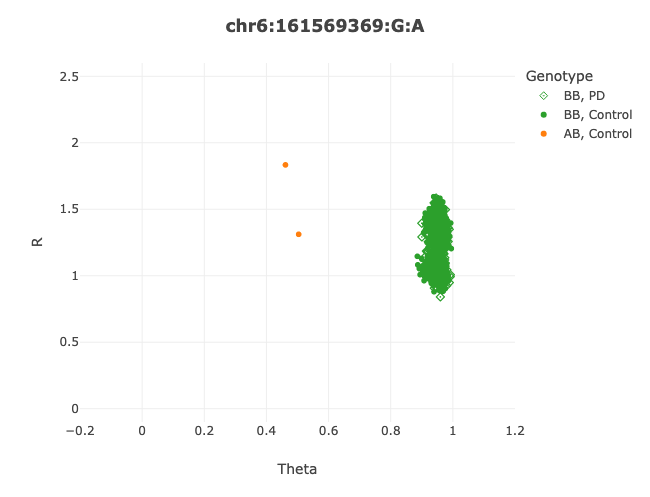 chr6:161569369:G:A
Genotype
BB, PD
BB, Control
AB, Control
2.5
2
1.5
1
0.5
0
R
−0.2 0 0.2 0.4 0.6 0.8 1 1.2
Theta